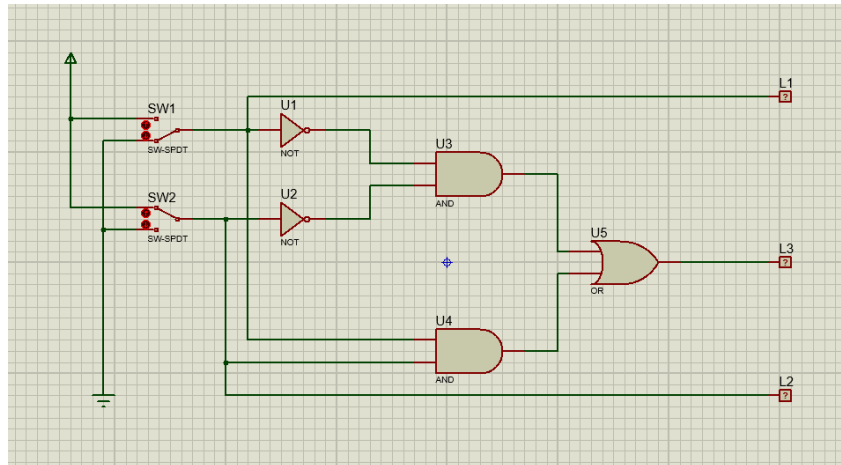 L1
?
SW1
SW-SPDT
U1
NOT
U3
AND
SW2
SW-SPDT
U2
NOT
U5
OR
L3
?
U4
AND
L2
?